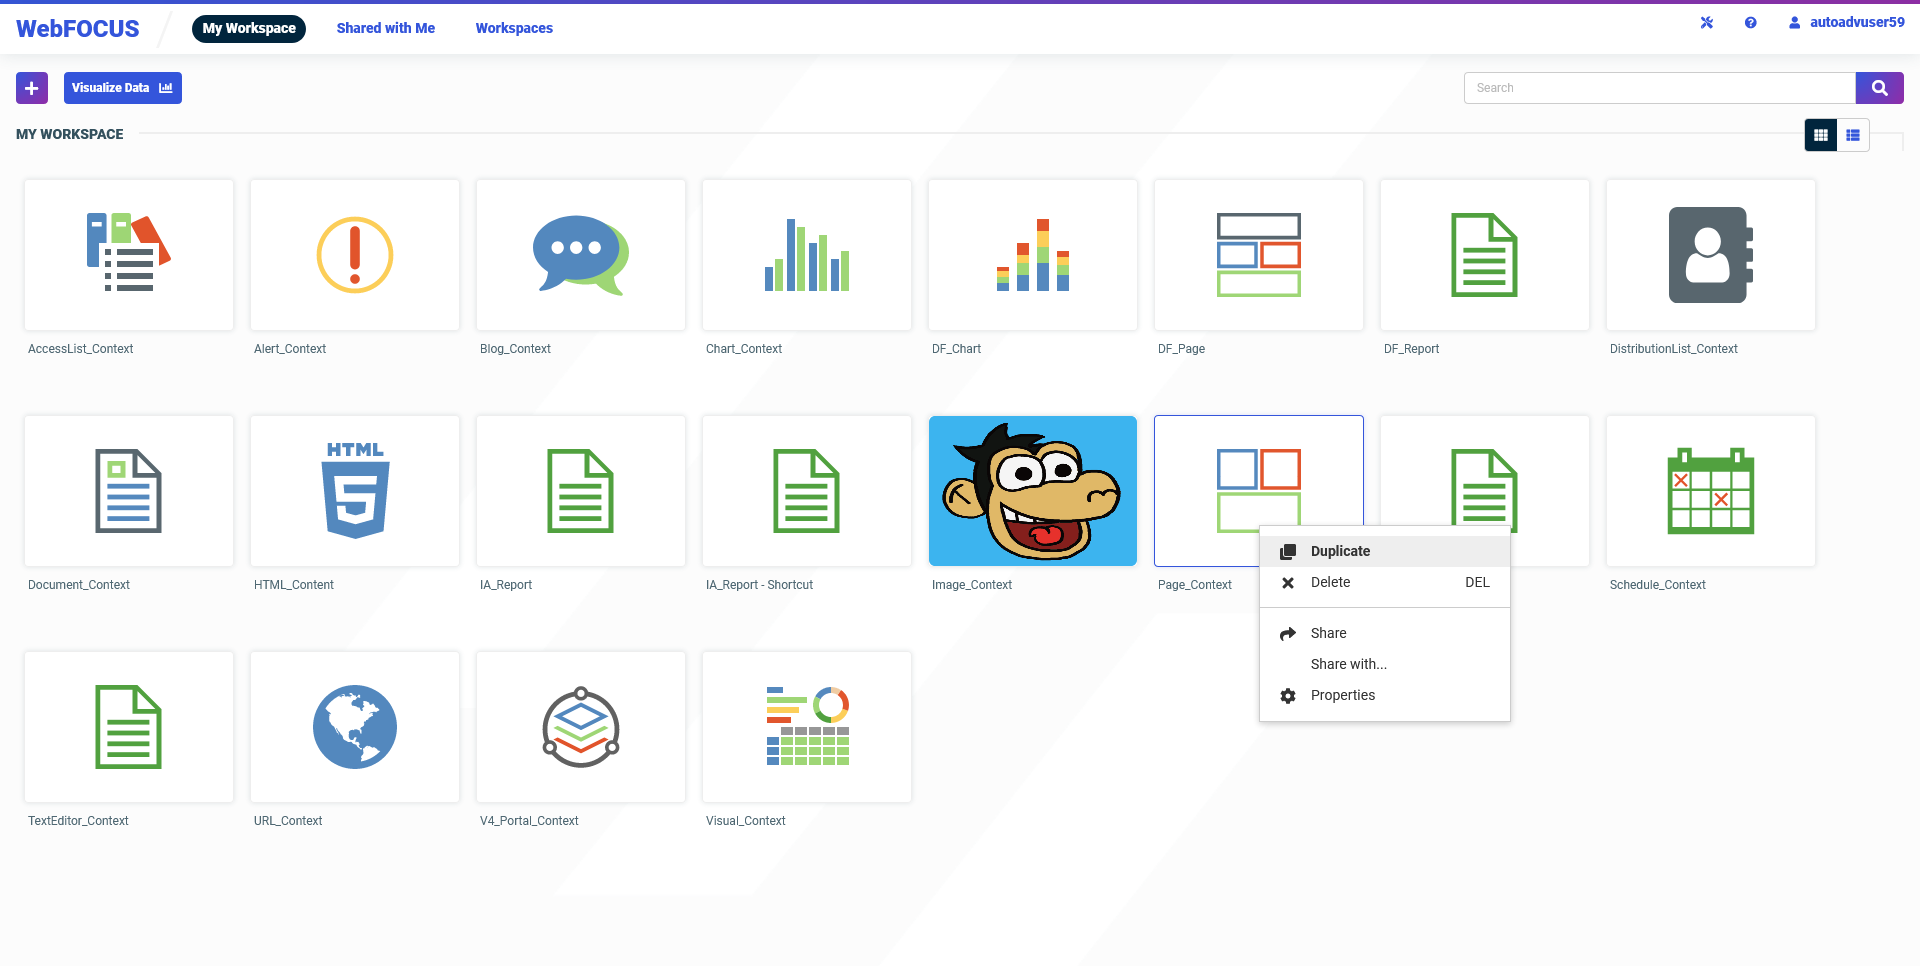 WebFOCUS
My Workspace
Shared with Me
Workspaces
autoadvuser59
Visualize Data
Search
MY WORKSPACE
AccessList_Context
Alert_Context
Blog_Context
Chart_Context
DF_Chart
DF_Page
DF_Report
DistributionList_Context
HTML
Document_Context
HTML_Content
IA_Report
IA_Report - Shortcut
Image_Context
Page_Context
Schedule_Context
Duplicate
Delete DEL
Share
Share with...
Properties
TextEditor_Context
URL_Context
V4_Portal_Context
Visual_Context